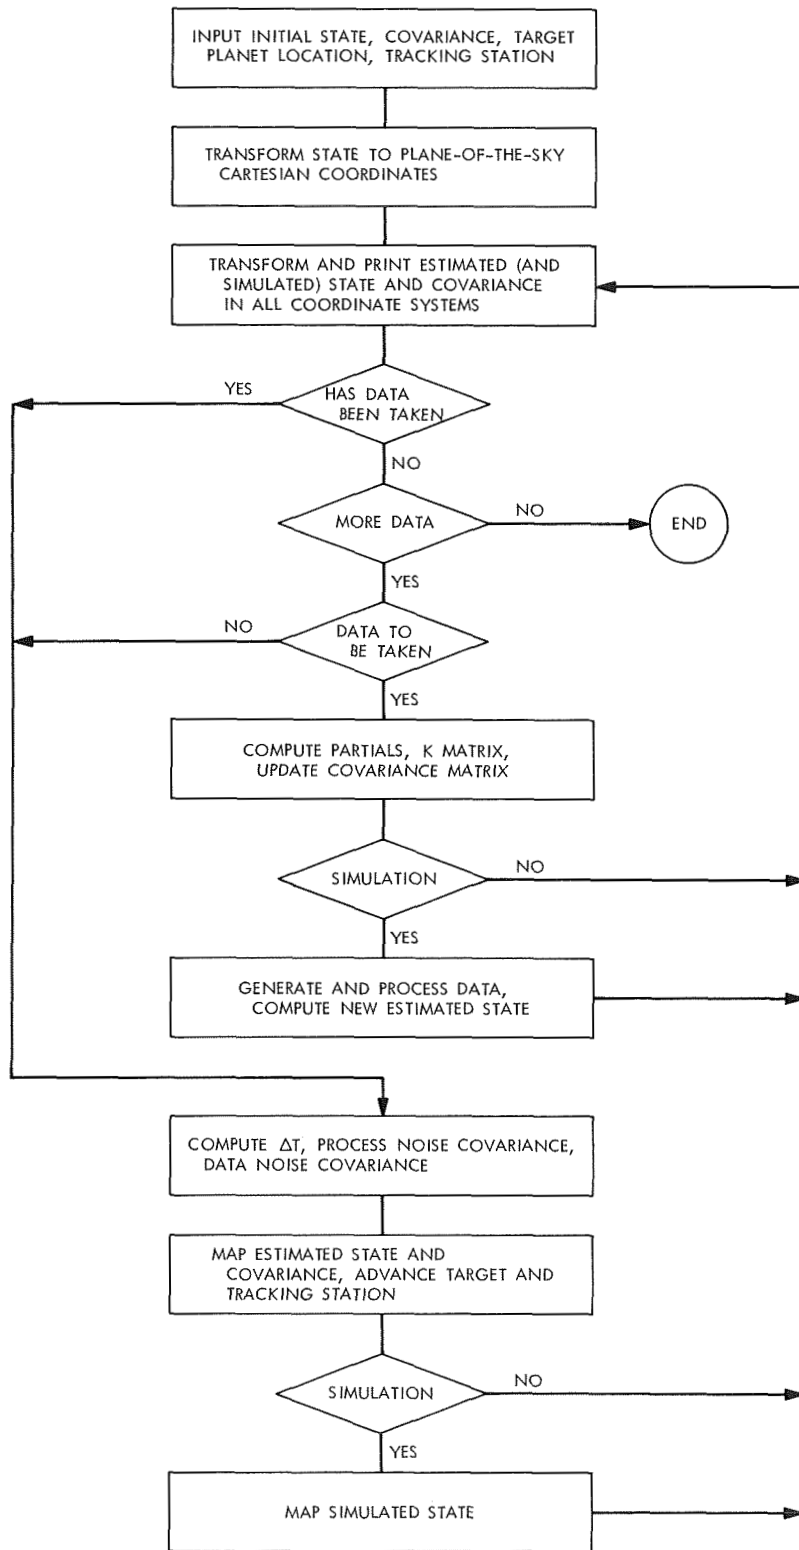 INPUT INITIAL STATE, COVARIANCE, TARGET
PLANET LOCATION, TRACKING STATION
TRANSFORM STATE TO PLANE-OF-THE-SKY
CARTESIAN COORDINATES
TRANSFORM AND PRINT ESTIMATED (AND
SIMULATED) STATE AND COVARIANCE
IN ALL COORDINATE SYSTEMS
YES
HAS DATA
BEEN TAKEN
NO
MORE DATA
NO
END
YES
NO
DATA TO
BE TAKEN
YES
COMPUTE PARTIALS, K MATRIX,
UPDATE COVARIANCE MATRIX
SIMULATION
NO
YES
GENERATE AND PROCESS DATA,
COMPUTE NEW ESTIMATED STATE
COMPUTE ΔT, PROCESS NOISE COVARIANCE,
DATA NOISE COVARIANCE
MAP ESTIMATED STATE AND
COVARIANCE, ADVANCE TARGET AND
TRACKING STATION
SIMULATION
NO
YES
MAP SIMULATED STATE